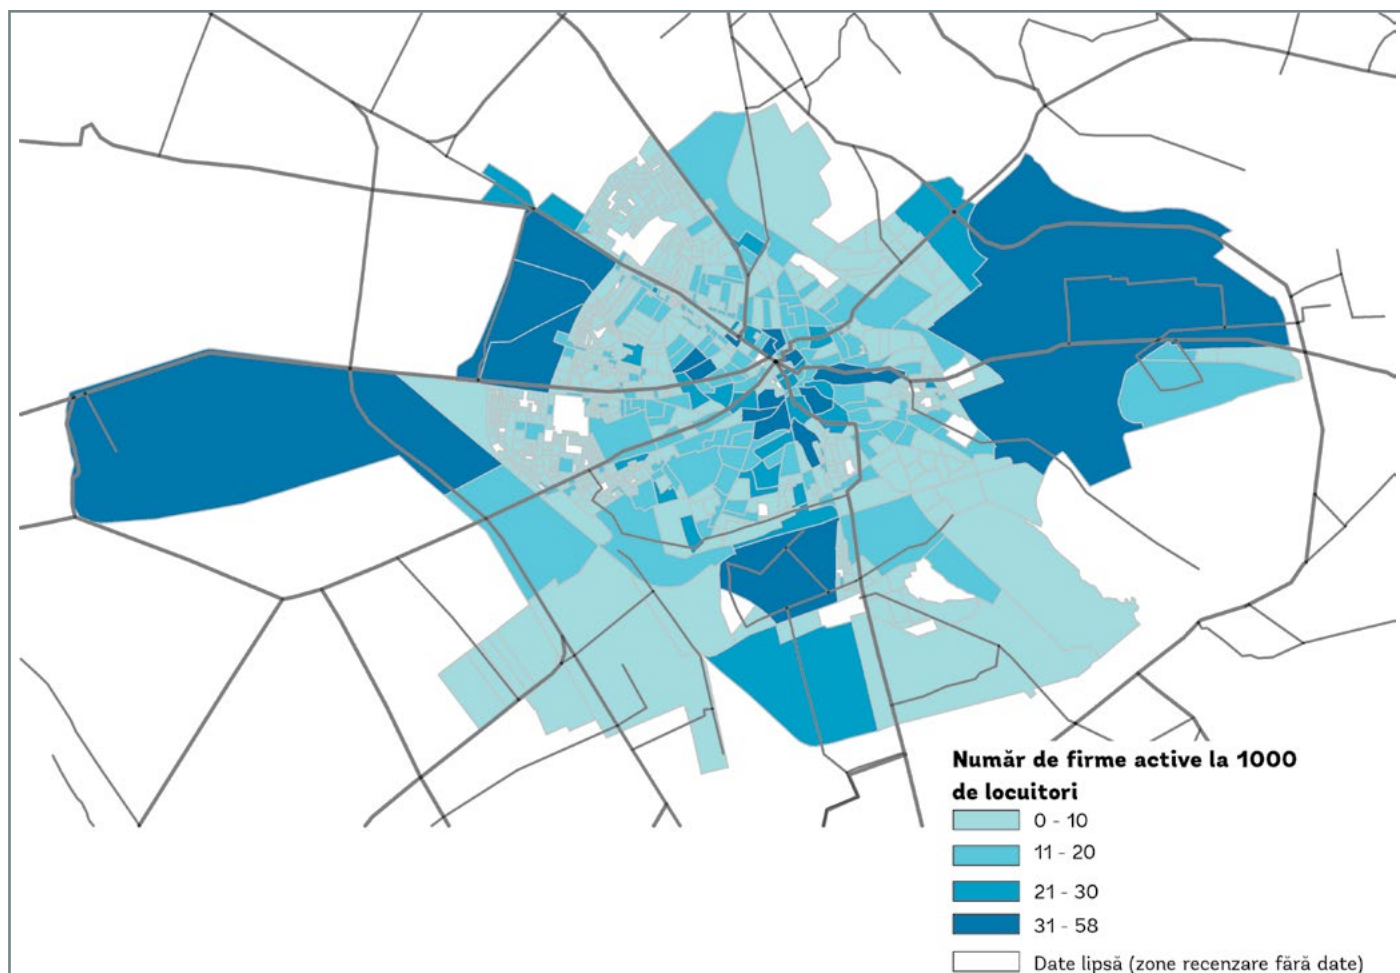 Număr de firme active la 1000
de locuitori
0 - 10
11 - 20
21 - 30
31 - 58
Date lipsă (zone recenzare fără date)